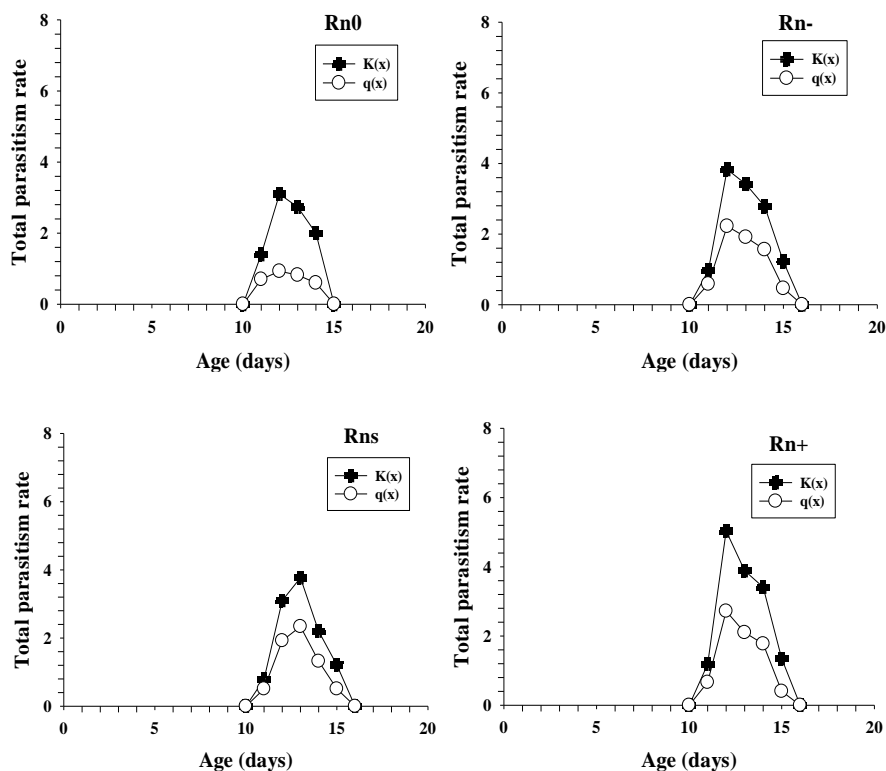 Rn0
K(x)
q(x)
Total parasitism rate
8
6
4
2
0
0 5 10 15 20
Age (days)
Rn-
K(x)
q(x)
Total parasitism rate
8
6
4
2
0
0 5 10 15 20
Age (days)
Rns
K(x)
q(x)
Total parasitism rate
8
6
4
2
0
0 5 10 15 20
Age (days)
Rn+
K(x)
q(x)
Total parasitism rate
8
6
4
2
0
0 5 10 15 20
Age (days)